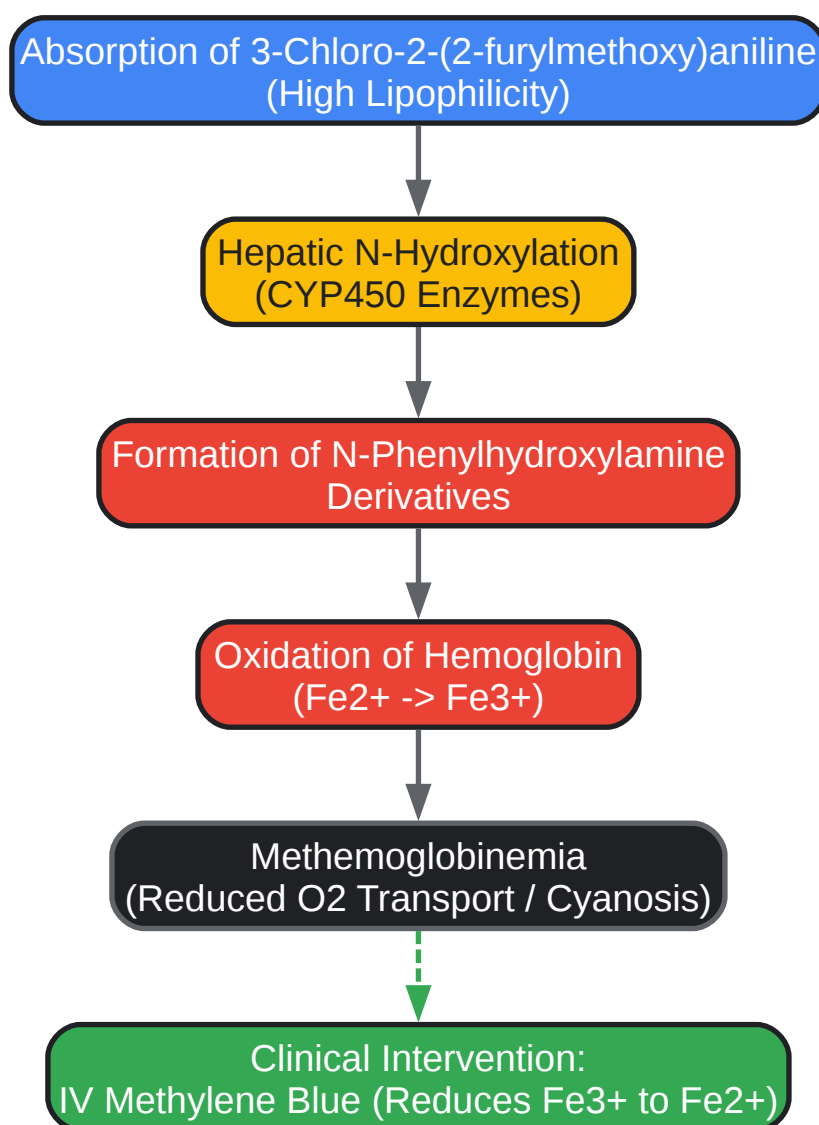 Absorption of 3-Chloro-2-(2-furylmethoxy)aniline
(High Lipophilicity)
Hepatic N-Hydroxylation
(CYP450 Enzymes)
Formation of N-Phenylhydroxylamine
Derivatives
Oxidation of Hemoglobin
(Fe2+ -> Fe3+)
Methemoglobinemia
(Reduced O2 Transport / Cyanosis)
Clinical Intervention:
IV Methylene Blue (Reduces Fe3+ to Fe2+)